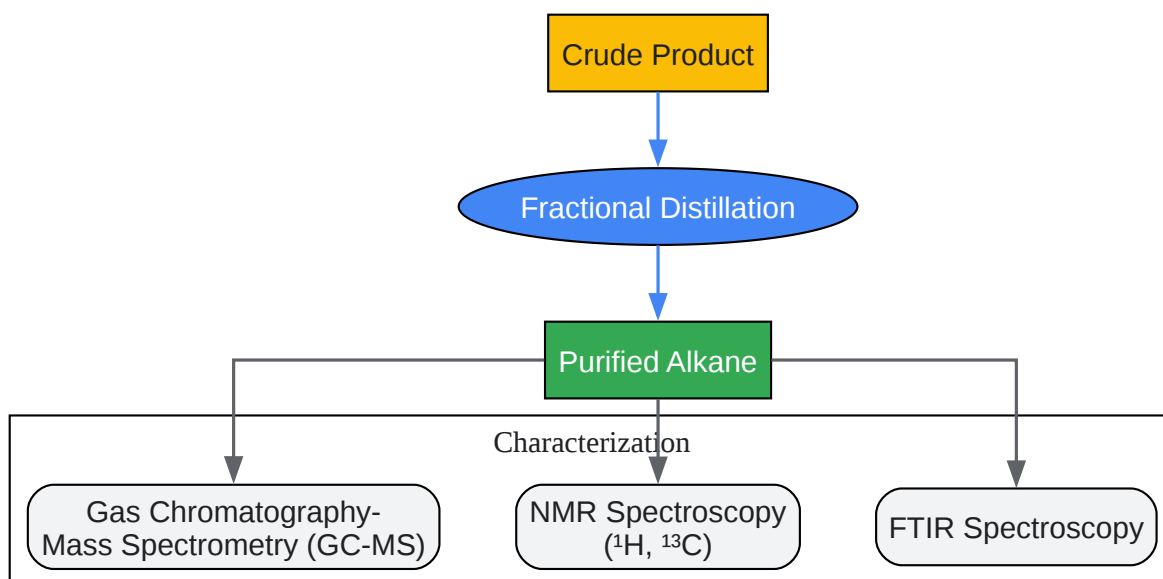 Crude Product
Fractional Distillation
Purified Alkane
Characterization
Gas Chromatography-
Mass Spectrometry (GC-MS)
NMR Spectroscopy
(¹H, ¹³C)
FTIR Spectroscopy